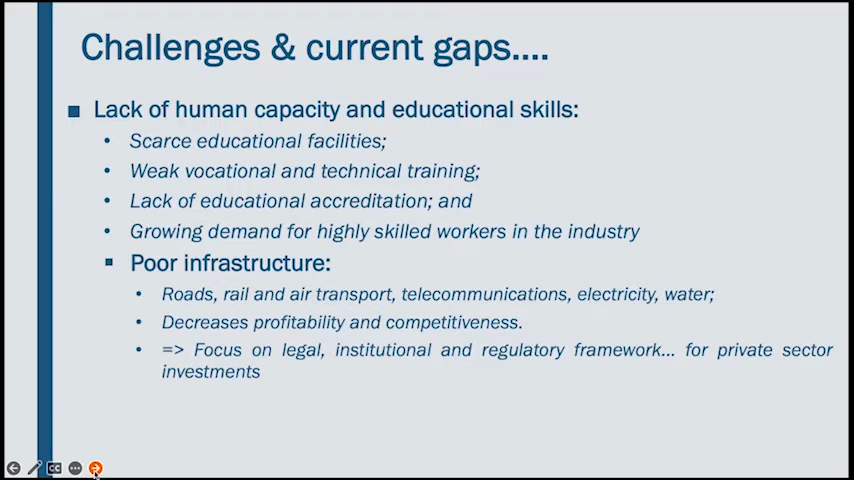 Challenges & current gaps....
■ Lack of human capacity and educational skills:
• Scarce educational facilities;
• Weak vocational and technical training;
• Lack of educational accreditation; and
• Growing demand for highly skilled workers in the industry
▪ Poor infrastructure:
• Roads, rail and air transport, telecommunications, electricity, water;
• Decreases profitability and competitiveness.
• => Focus on legal, institutional and regulatory framework... for private sector
investments
CC